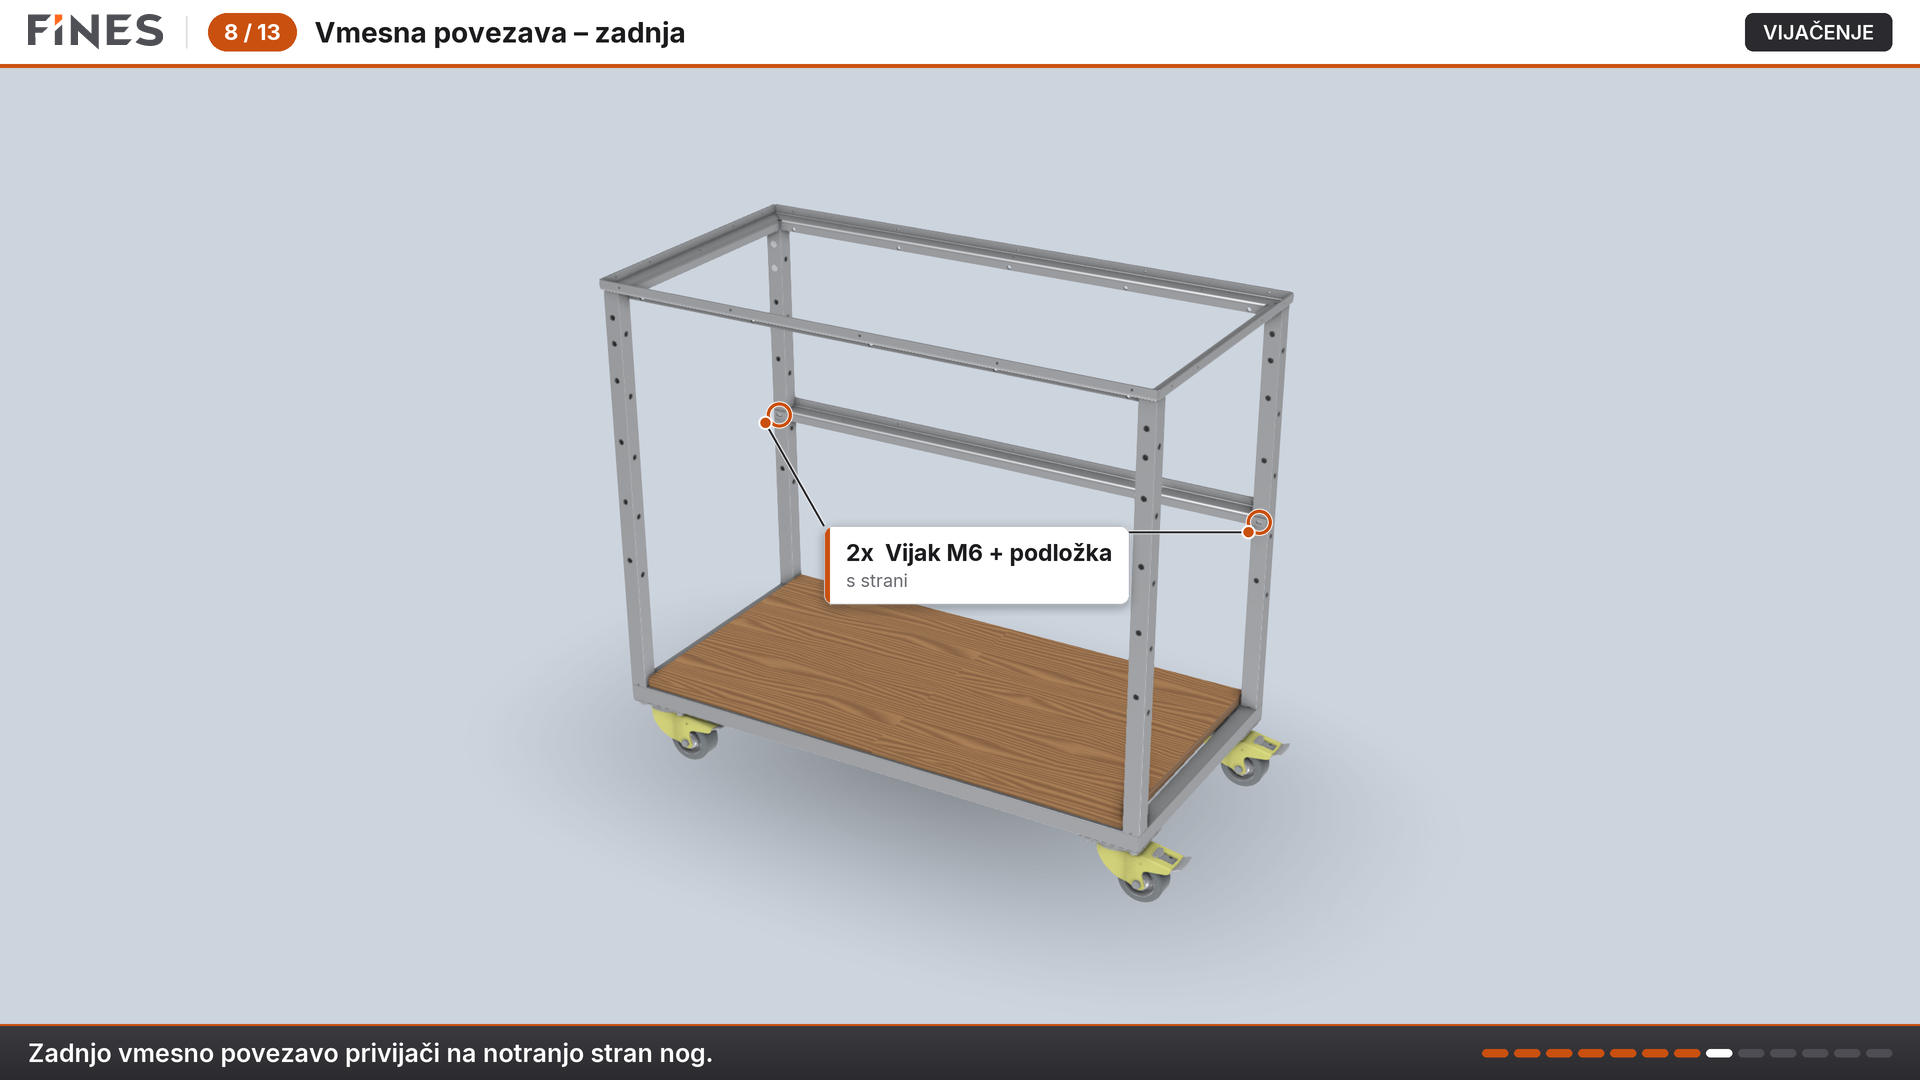 FINES
8 / 13
Vmesna povezava – zadnja
VIJAČENJE
2x Vijak M6 + podložka
s strani
Zadnjo vmesno povezavo privijači na notranjo stran nog.